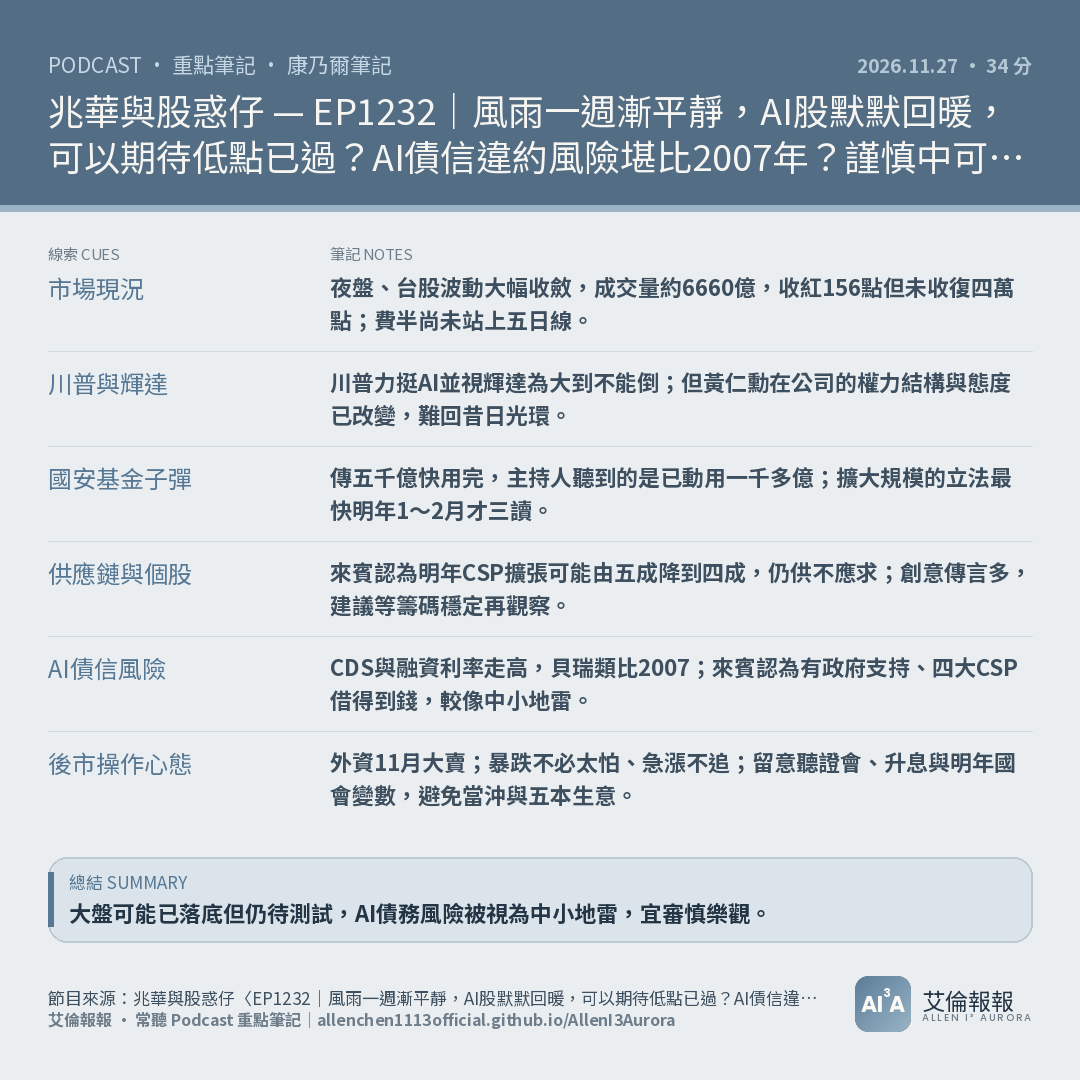 PODCAST ・ 重點筆記 ・ 康乃爾筆記
2026.11.27 ・ 34 分
兆華與股惑仔 — EP1232｜風雨一週漸平靜，AI股默默回暖，
可以期待低點已過？AI債信違約風險堪比2007年？謹慎中可⋯
線索 CUES
筆記 NOTES
市場現況
夜盤、台股波動大幅收斂，成交量約6660億，收紅156點但未收復四萬
點；費半尚未站上五日線。
川普與輝達
川普力挺AI並視輝達為大到不能倒；但黃仁勳在公司的權力結構與態度
已改變，難回昔日光環。
國安基金子彈
傳五千億快用完，主持人聽到的是已動用一千多億；擴大規模的立法最
快明年1～2月才三讀。
供應鏈與個股
來賓認為明年CSP擴張可能由五成降到四成，仍供不應求；創意傳言多，
建議等籌碼穩定再觀察。
AI債信風險
CDS與融資利率走高，貝瑞類比2007；來賓認為有政府支持、四大CSP
借得到錢，較像中小地雷。
後市操作心態
外資11月大賣；暴跌不必太怕、急漲不追；留意聽證會、升息與明年國
會變數，避免當沖與五本生意。
總結 SUMMARY
大盤可能已落底但仍待測試，AI債務風險被視為中小地雷，宜審慎樂觀。
節目來源：兆華與股惑仔〈EP1232｜風雨一週漸平靜，AI股默默回暖，可以期待低點已過？AI債信違⋯
艾倫報報 ・ 常聽 Podcast 重點筆記｜allenchen1113official.github.io/AllenI3Aurora
AI³A
艾倫報報
ALLEN I³ AURORA